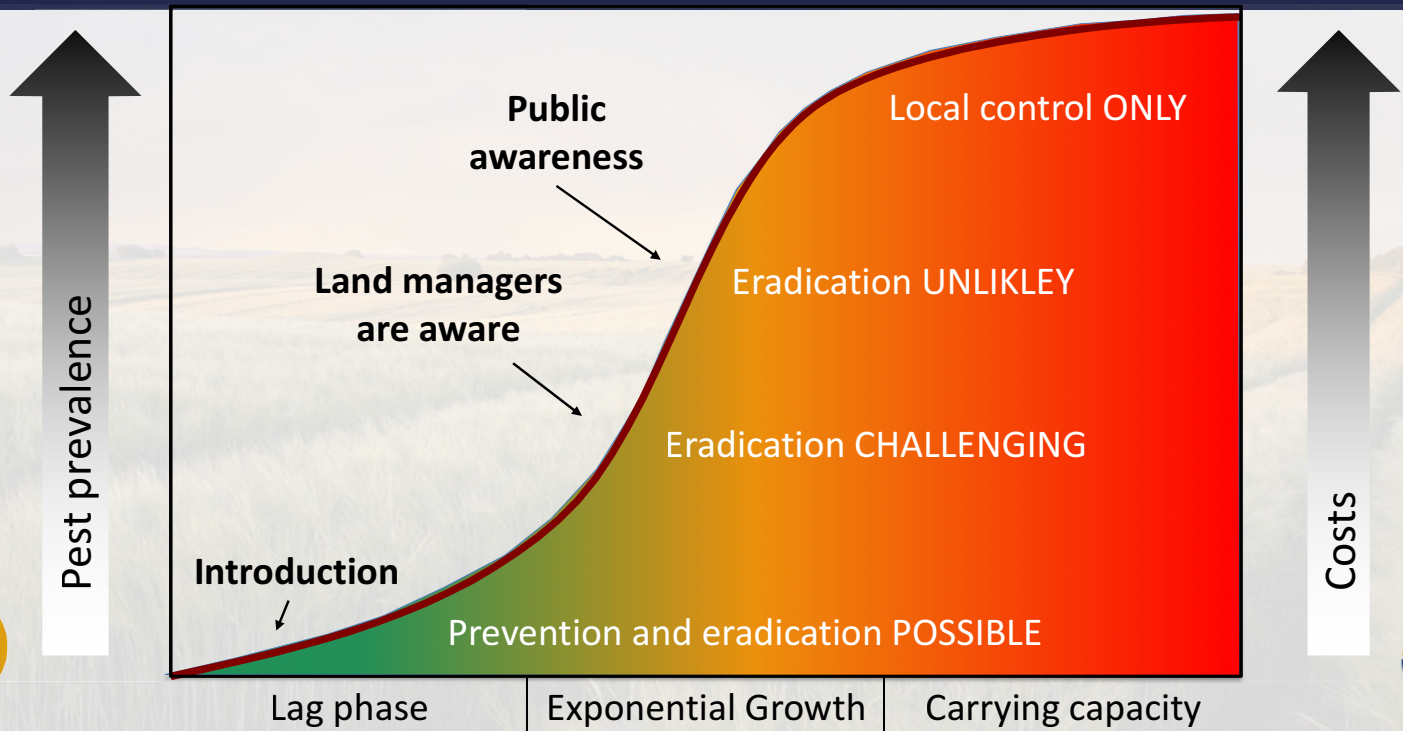 Pest prevalence
Public
awareness
Land managers
are aware
Introduction
Local control ONLY
Eradication UNLIKLEY
Eradication CHALLENGING
Prevention and eradication POSSIBLE
Costs
Lag phase
Exponential Growth
Carrying capacity